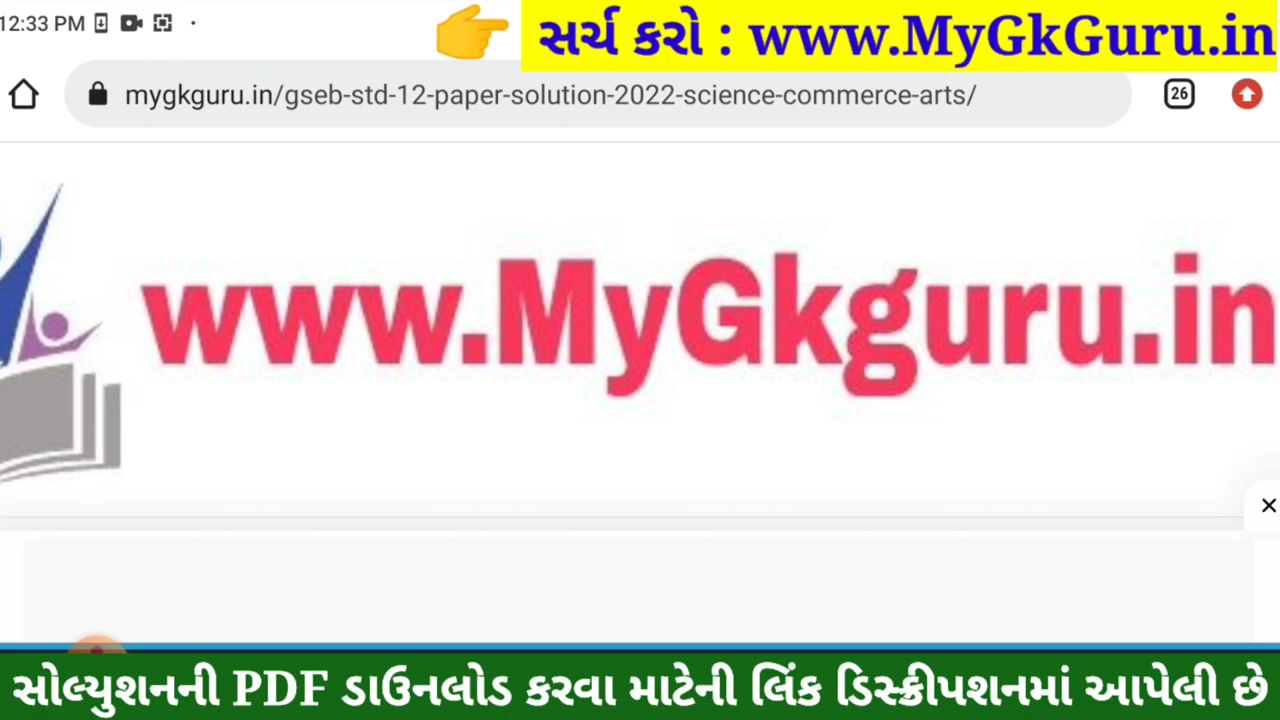 12:33 PM
સર્ચ કરો : www.MyGkGuru.in
mygkguru.in/gseb-std-12-paper-solution-2022-science-commerce-arts/
26
www.MyGkguru.in
સોલ્યુશનની PDF ડાઉનલોડ કરવા માટેની લિંક ડિસ્ક્રીપશનમાં આપેલી છે